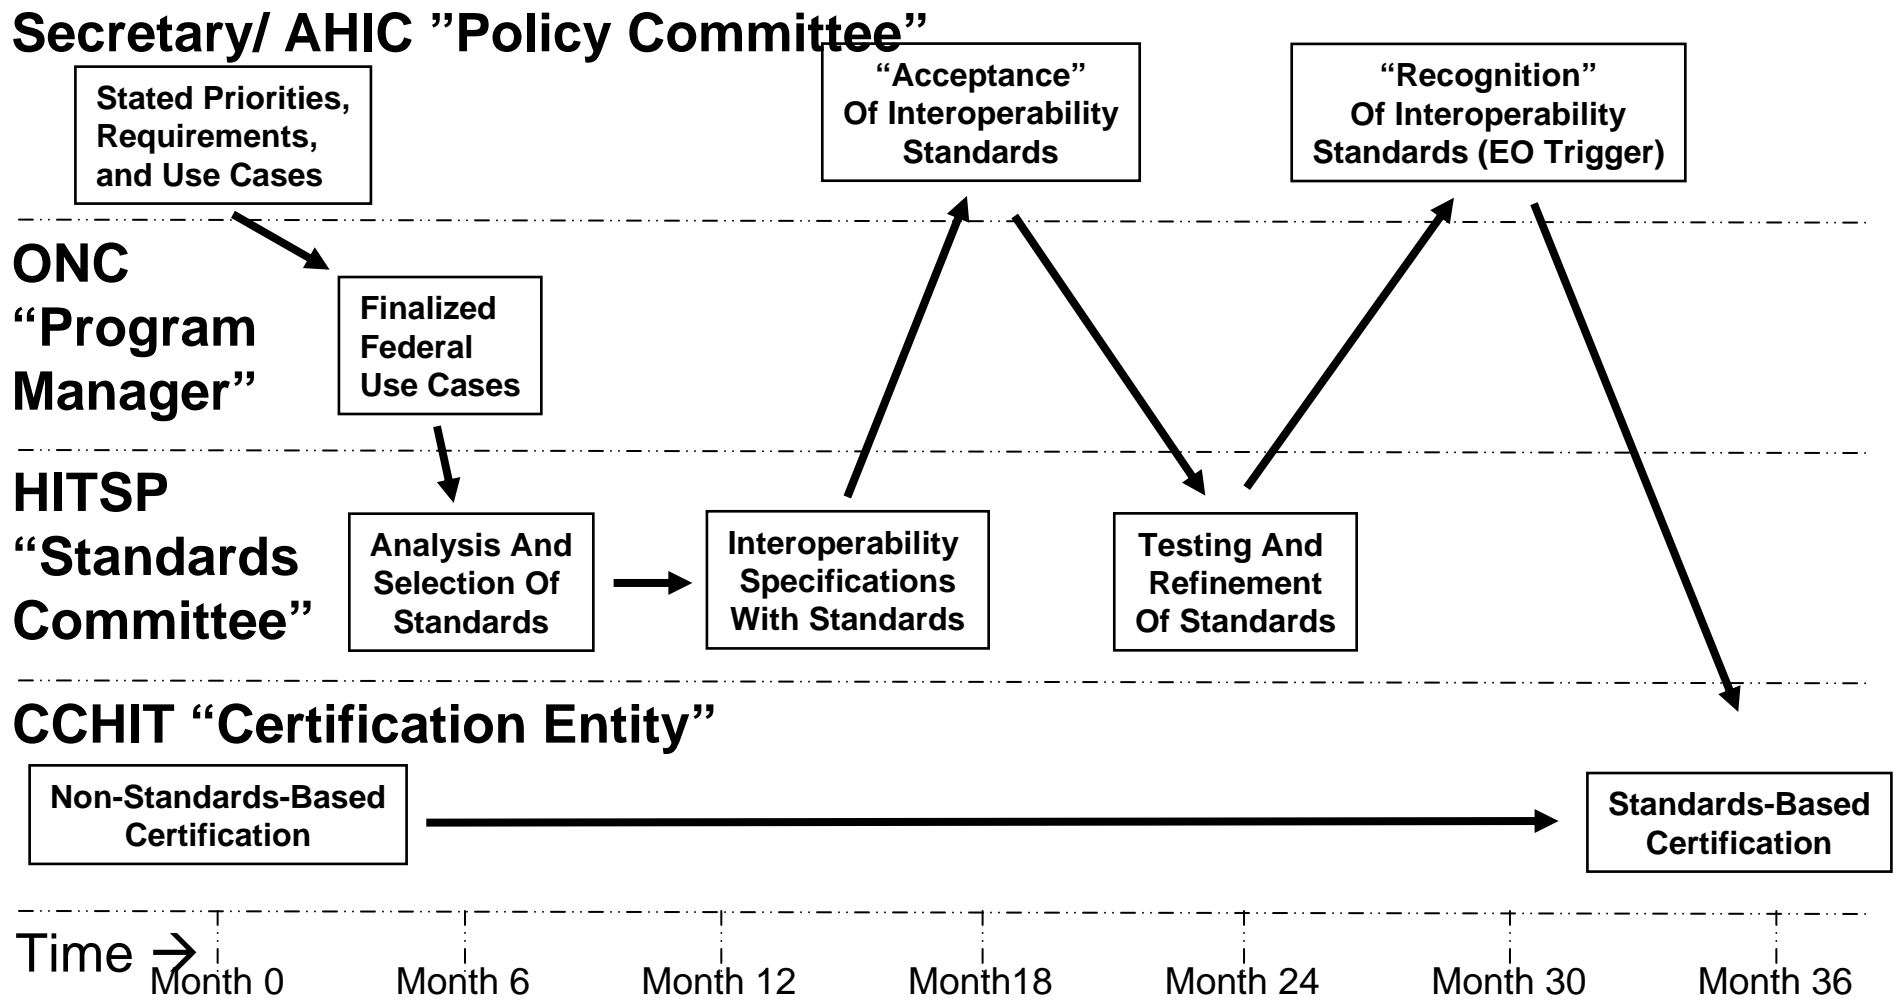 Secretary/ AHIC ”Policy Committee”
Stated Priorities,
Requirements,
and Use Cases
“Acceptance”
Of Interoperability
Standards
“Recognition”
Of Interoperability
Standards (EO Trigger)
ONC
“Program
Manager”
Finalized
Federal
Use Cases
HITSP
“Standards
Committee”
Analysis And
Selection Of
Standards
Interoperability
Specifications
With Standards
Testing And
Refinement
Of Standards
CCHIT “Certification Entity”
Non-Standards-Based
Certification
Standards-Based
Certification
Time →
Month 0
Month 6
Month 12
Month18
Month 24
Month 30
Month 36